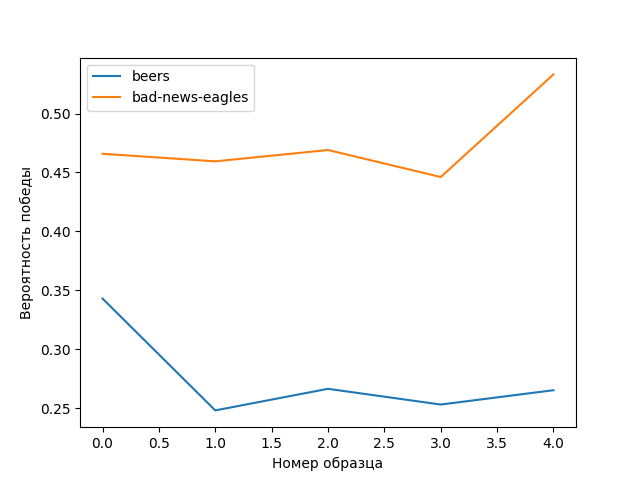 beers
bad-news-eagles
0.50
0.45
0.40
0.35
0.30
0.25
Вероятность победы
0.0 0.5 1.0 1.5 2.0 2.5 3.0 3.5 4.0
Номер образца